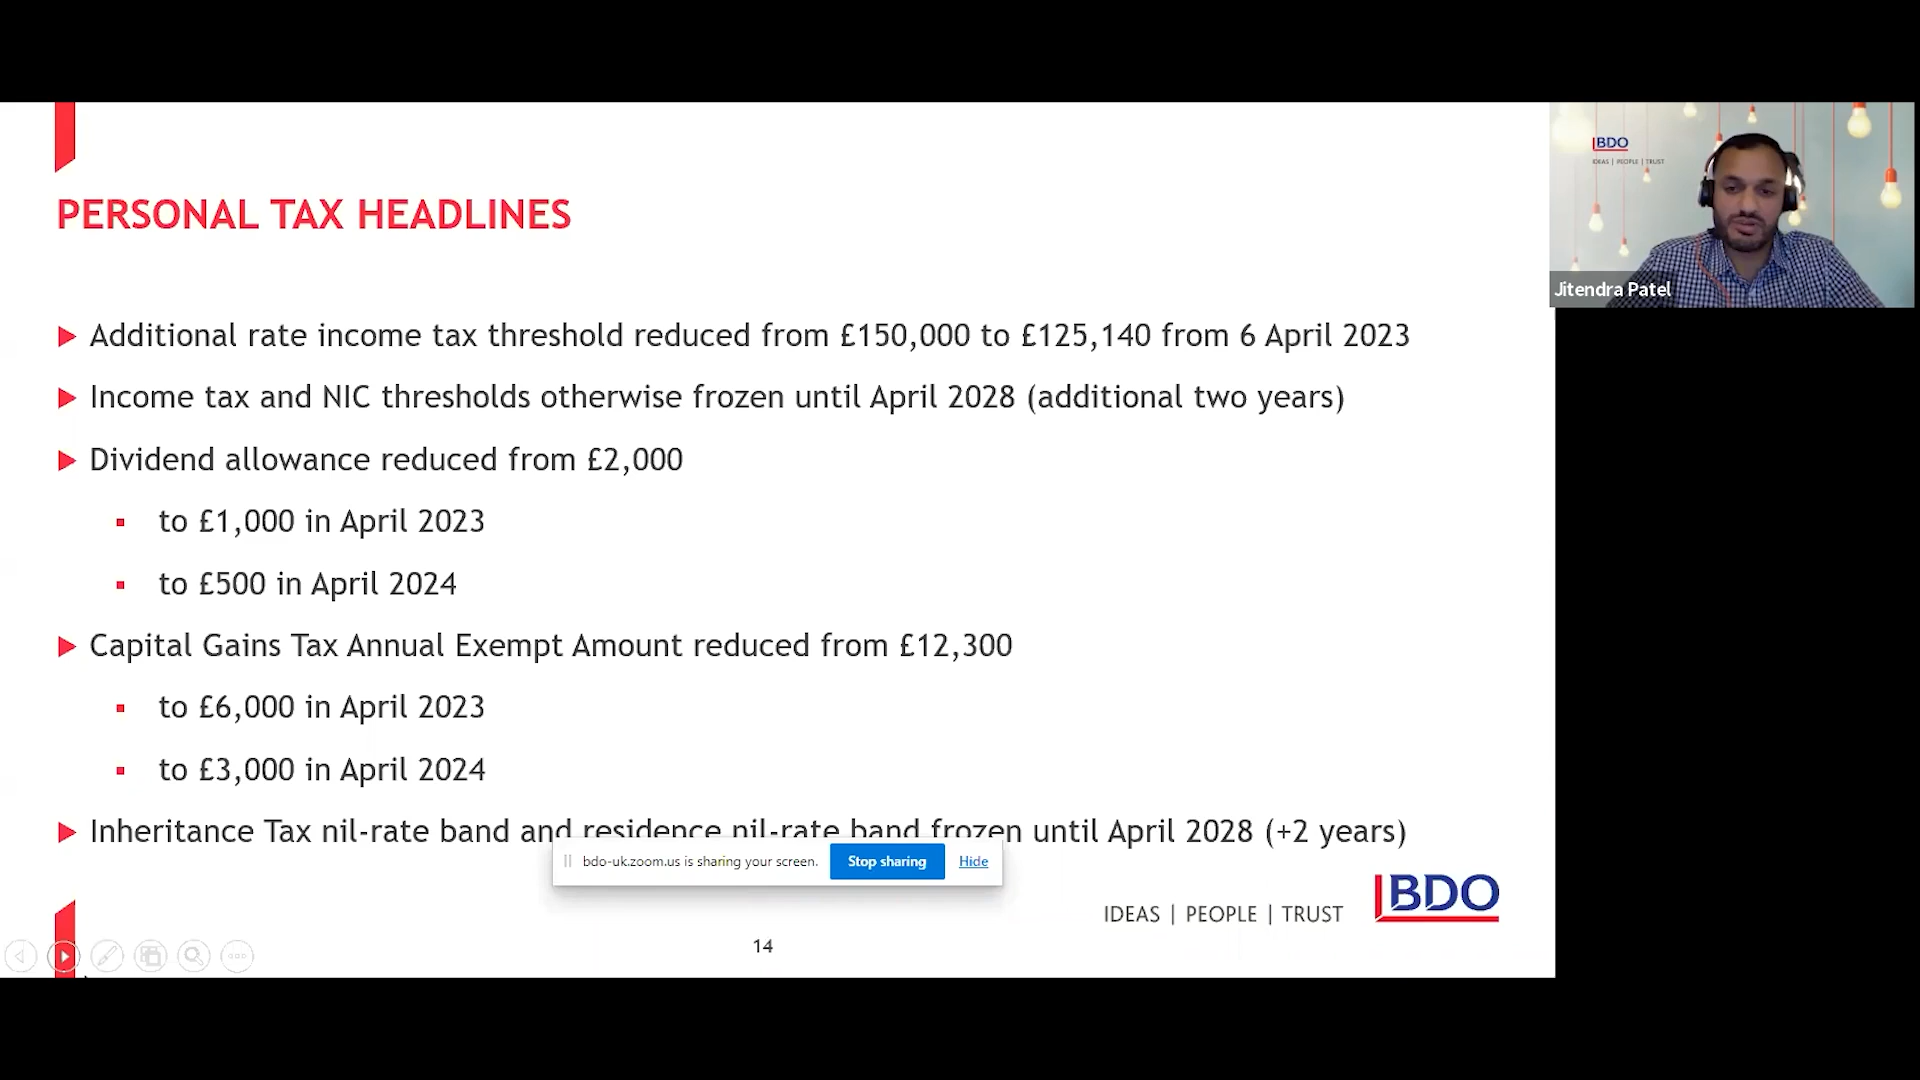 PERSONAL TAX HEADLINES
Additional rate income tax threshold reduced from £150,000 to £125,140 from 6 April 2023
Income tax and NIC thresholds otherwise frozen until April 2028 (additional two years)
Dividend allowance reduced from £2,000
to £1,000 in April 2023
to £500 in April 2024
Capital Gains Tax Annual Exempt Amount reduced from £12,300
to £6,000 in April 2023
to £3,000 in April 2024
Inheritance Tax nil-rate band and residence nil-rate band frozen until April 2028 (+2 years)
bdo-uk.zoom.us is sharing your screen. Stop sharing Hide
IDEAS | PEOPLE | TRUST BDO
14
BDO
IDEAS | PEOPLE | TRUST
Jitendra Patel